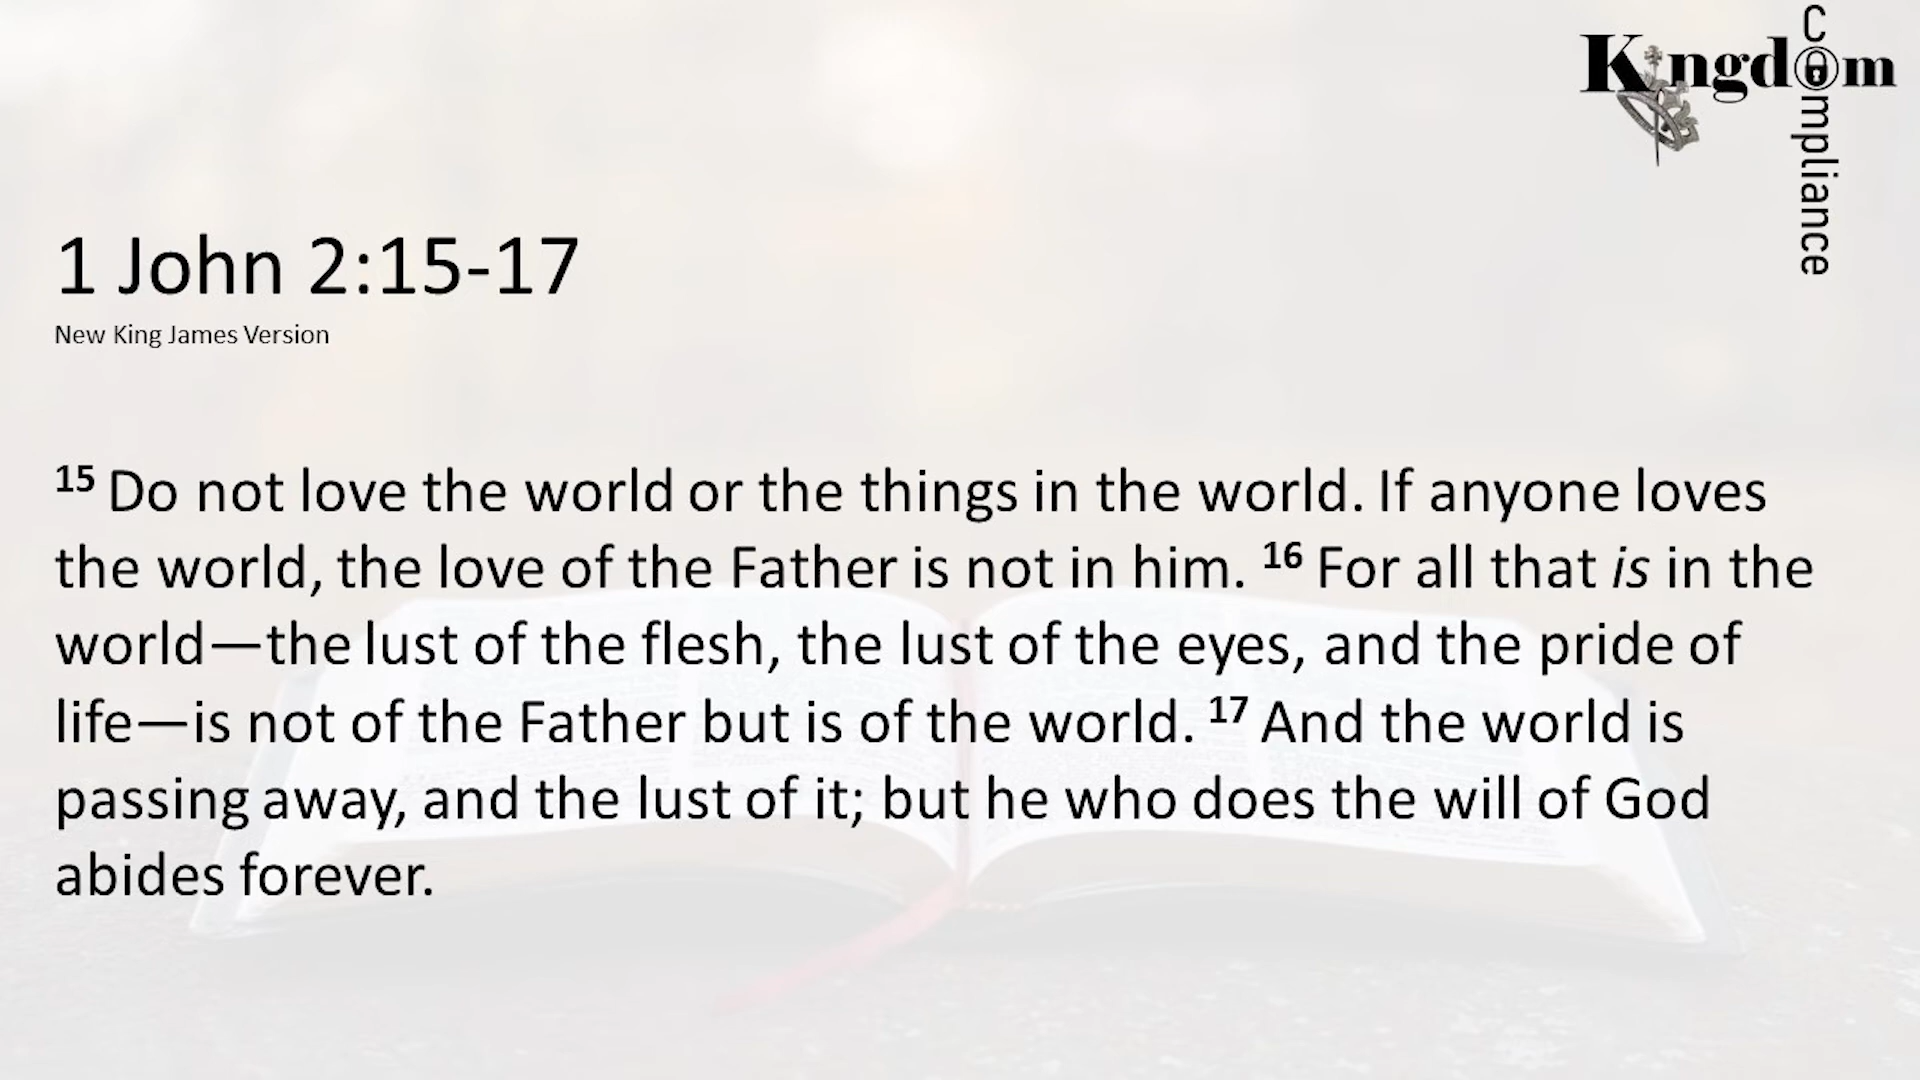 Kingdom
Compliance
1 John 2:15-17
New King James Version
15 Do not love the world or the things in the world. If anyone loves
the world, the love of the Father is not in him. 16 For all that is in the
world—the lust of the flesh, the lust of the eyes, and the pride of
life—is not of the Father but is of the world. 17 And the world is
passing away, and the lust of it; but he who does the will of God
abides forever.